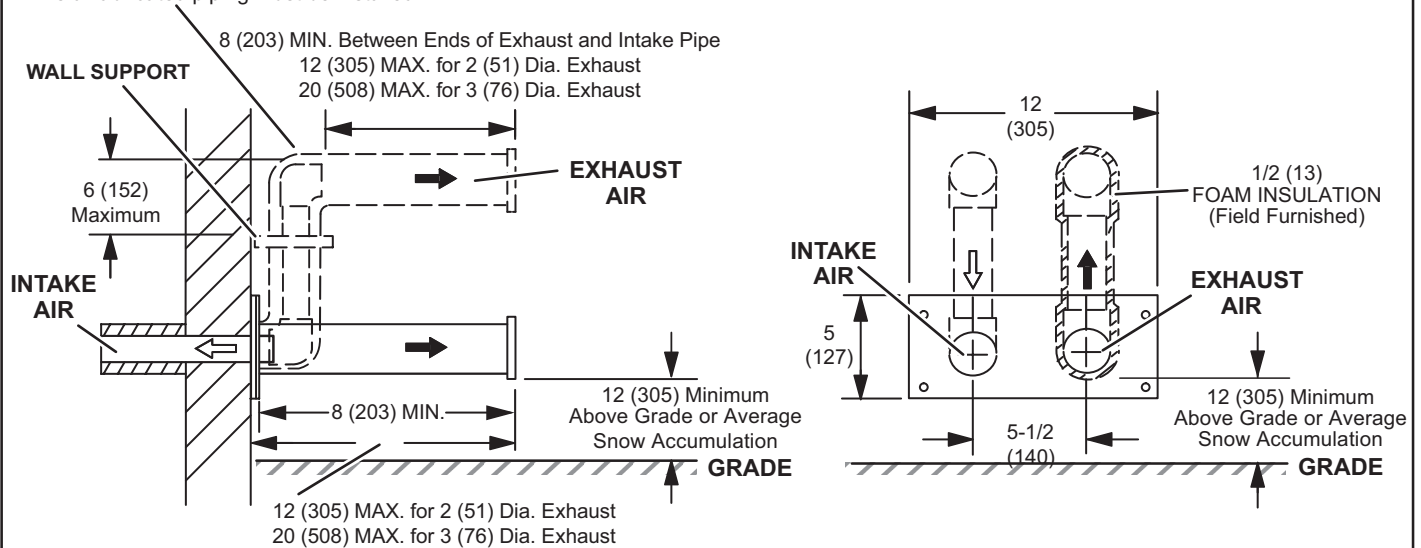 8 (203) MIN. Between Ends of Exhaust and Intake Pipe
12 (305) MAX. for 2 (51) Dia. Exhaust
20 (508) MAX. for 3 (76) Dia. Exhaust
WALL SUPPORT
6 (152)
Maximum
EXHAUST
AIR
INTAKE
AIR
8 (203) MIN.
12 (305) Minimum
Above Grade or Average
Snow Accumulation
GRADE
12 (305) MAX. for 2 (51) Dia. Exhaust
20 (508) MAX. for 3 (76) Dia. Exhaust
12
(305)
1/2 (13)
FOAM INSULATION
(Field Furnished)
INTAKE
AIR
EXHAUST
AIR
5
(127)
5-1/2
(140)
12 (305) Minimum
Above Grade or Average
Snow Accumulation
GRADE